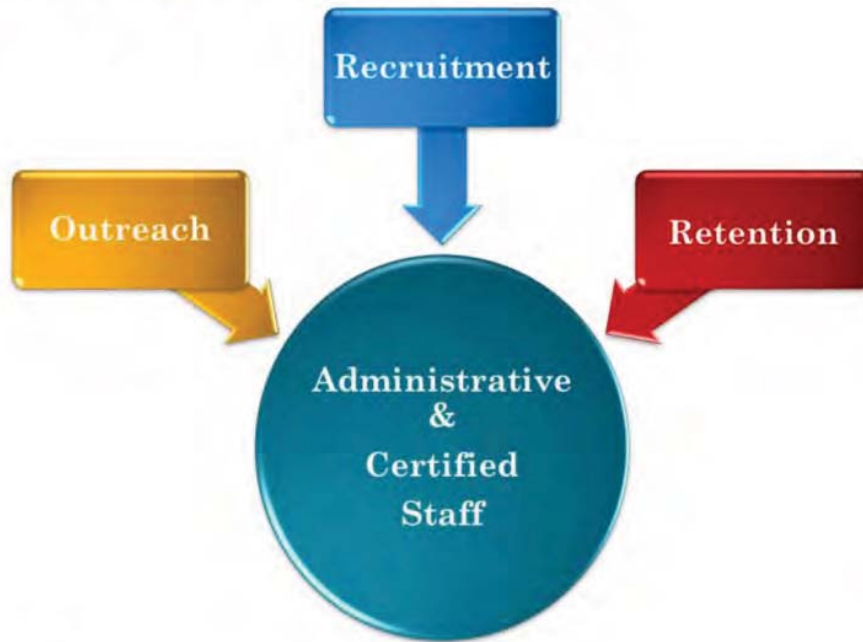 Recruitment
Outreach
Retention
Administrative
&
Certified
Staff